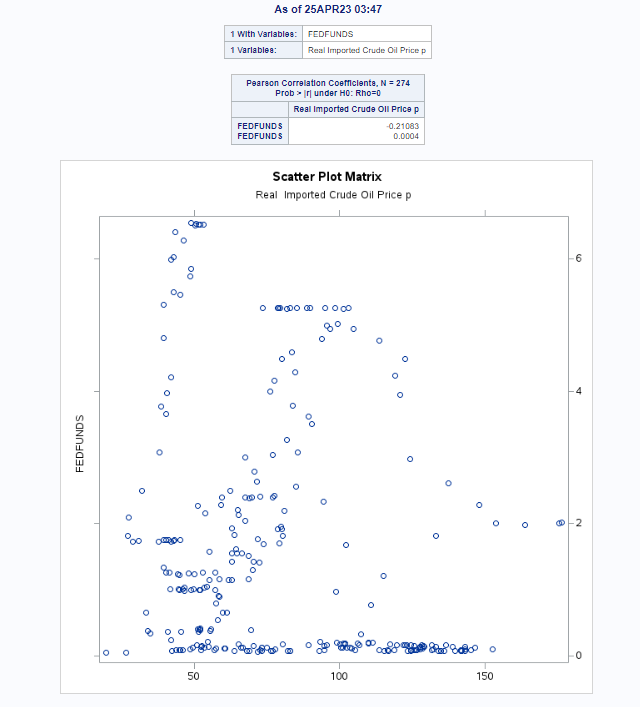 As of 25APR23 03:47
1 With Variables: FEDFUNDS
1 Variables: Real Imported Crude Oil Price p
Pearson Correlation Coefficients, N = 274
Prob > |r| under H0: Rho=0
Real Imported Crude Oil Price p
FEDFUNDS -0.21083
FEDFUNDS 0.0004
Scatter Plot Matrix
Real Imported Crude Oil Price p
6
4
FEDFUNDS
2
0
50 100 150